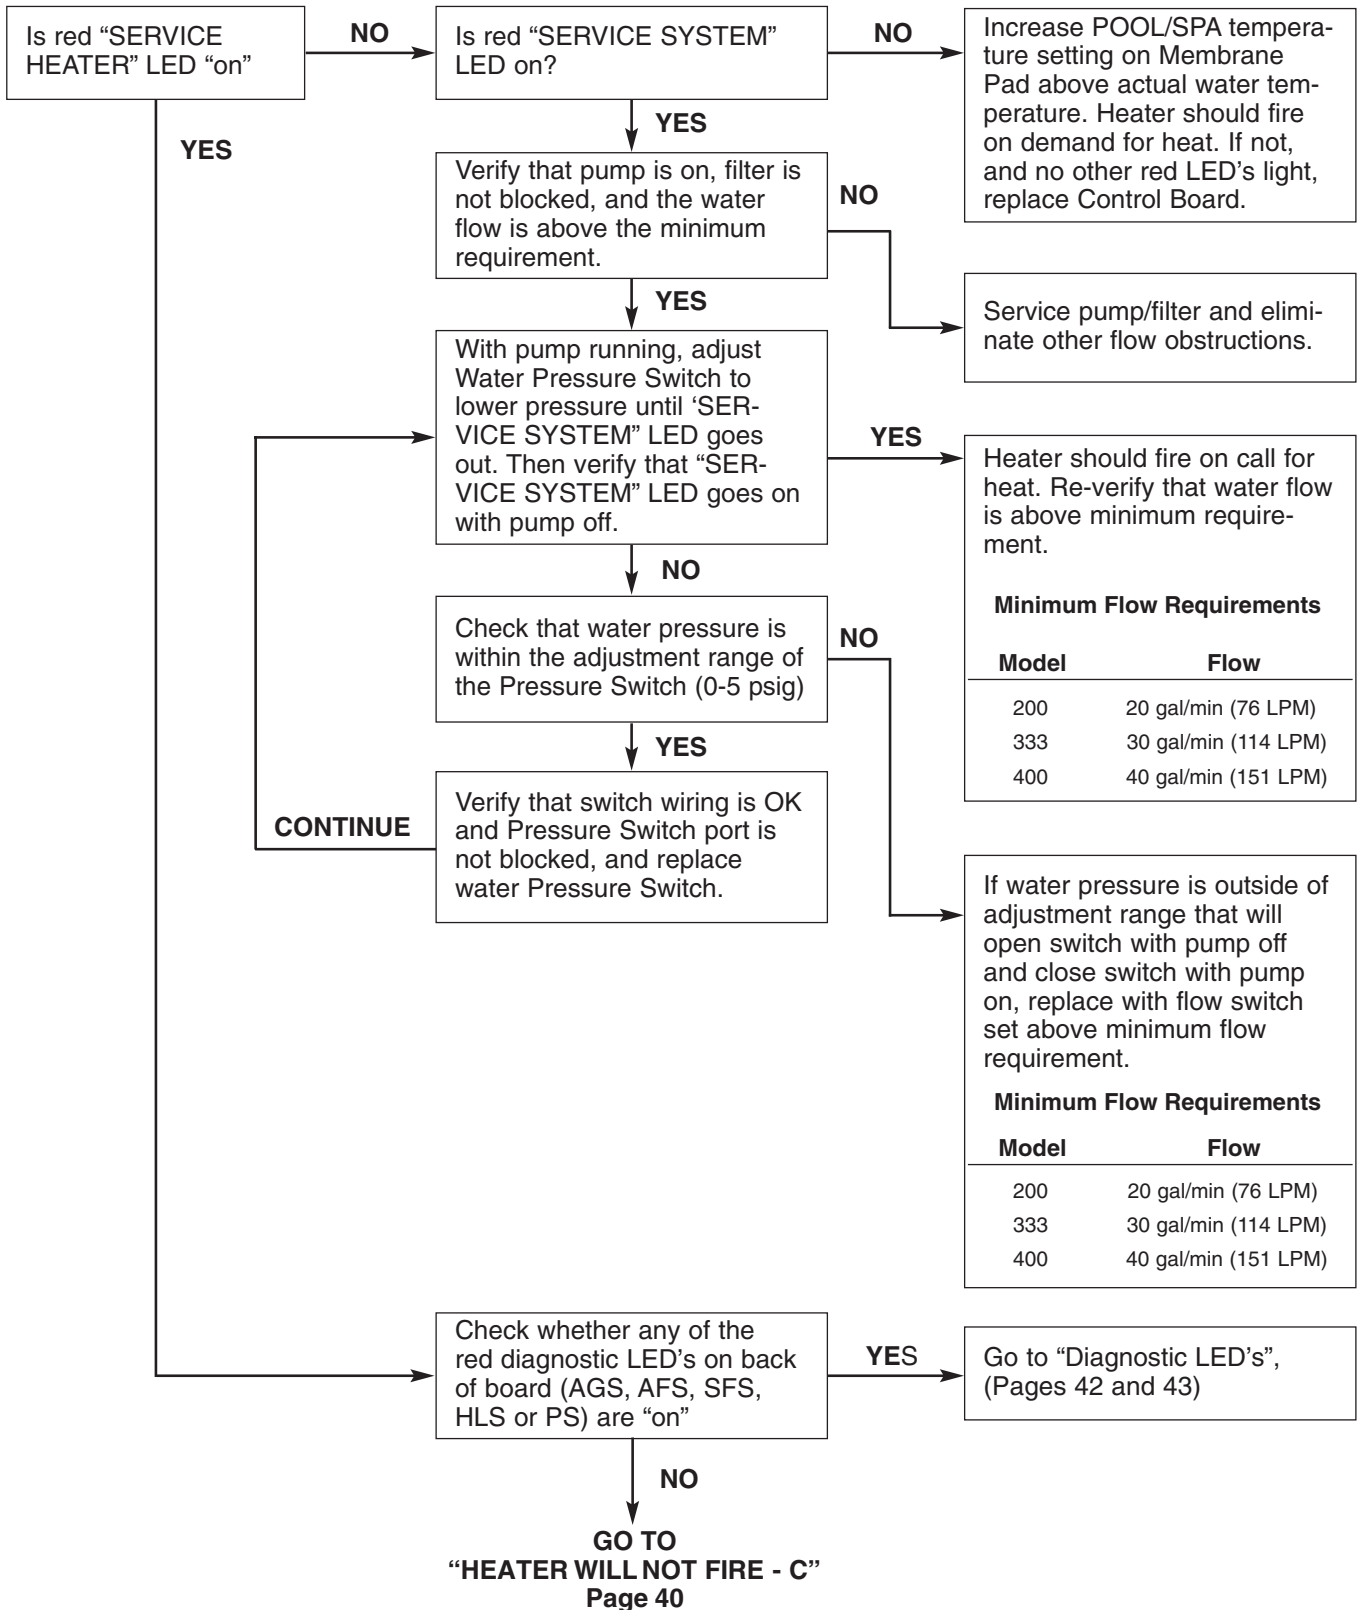 Is red “SERVICE
HEATER” LED “on”
NO
YES
Is red “SERVICE SYSTEM”
LED on?
NO
YES
Increase POOL/SPA tempera-
ture setting on Membrane
Pad above actual water tem-
perature. Heater should fire
on demand for heat. If not,
and no other red LED’s light,
replace Control Board.
Verify that pump is on, filter is
not blocked, and the water
flow is above the minimum
requirement.
NO
YES
Service pump/filter and elimi-
nate other flow obstructions.
With pump running, adjust
Water Pressure Switch to
lower pressure until ‘SER-
VICE SYSTEM” LED goes
out. Then verify that “SER-
VICE SYSTEM” LED goes on
with pump off.
YES
NO
Heater should fire on call for
heat. Re-verify that water flow
is above minimum require-
ment.
Minimum Flow Requirements
Model Flow
200 20 gal/min (76 LPM)
333 30 gal/min (114 LPM)
400 40 gal/min (151 LPM)
Check that water pressure is
within the adjustment range of
the Pressure Switch (0-5 psig)
NO
YES
Verify that switch wiring is OK
and Pressure Switch port is
not blocked, and replace
water Pressure Switch.
CONTINUE
If water pressure is outside of
adjustment range that will
open switch with pump off
and close switch with pump
on, replace with flow switch
set above minimum flow
requirement.
Minimum Flow Requirements
Model Flow
200 20 gal/min (76 LPM)
333 30 gal/min (114 LPM)
400 40 gal/min (151 LPM)
Check whether any of the
red diagnostic LED’s on back
of board (AGS, AFS, SFS,
HLS or PS) are “on”
YES
NO
Go to “Diagnostic LED’s”,
(Pages 42 and 43)
GO TO
“HEATER WILL NOT FIRE - C”
Page 40